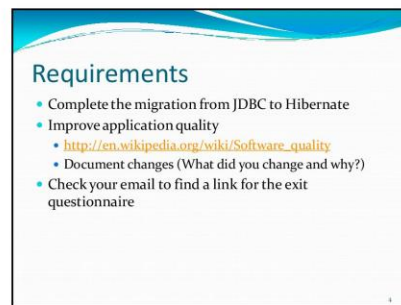 Requirements
• Complete the migration from JDBC to Hibernate
• Improve application quality
• http://en.wikipedia.org/wiki/Software_quality
• Document changes (What did you change and why?)
• Check your email to find a link for the exit
questionnaire
4